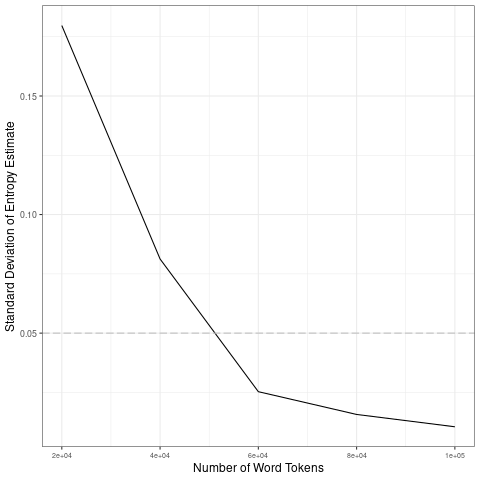 Standard Deviation of Entropy Estimate
0.15
0.10
0.05
2e+04 4e+04 6e+04 8e+04 1e+05
Number of Word Tokens